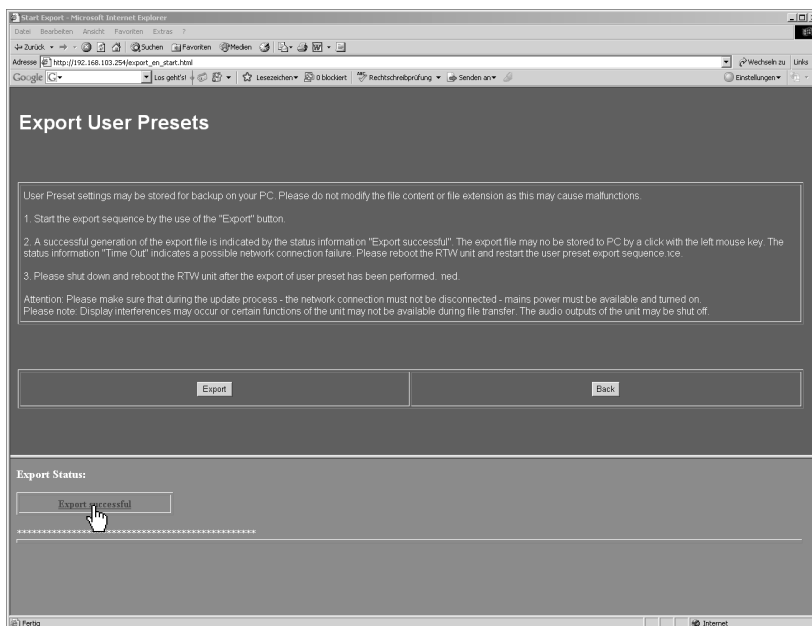 Start Export - Microsoft Internet Explorer
Datei Bearbeiten Ansicht Favoriten Extras ?
Zurück Suchen Favoriten Medien
Adresse http://192.168.103.254/export_en_start.html Wechseln zu Links
Google G Los geht's! Lesezeichen 0 blockiert Rechtschreibprüfung Senden an Einstellungen
Export User Presets
User Preset settings may be stored for backup on your PC. Please do not modify the file content or file extension as this may cause malfunctions.
1. Start the export sequence by the use of the "Export" button.
2. A successful generation of the export file is indicated by the status information "Export successful". The export file may no be stored to PC by a click with the left mouse key. The
status information "Time Out" indicates a possible network connection failure. Please reboot the RTW unit and restart the user preset export sequence.ice.
3. Please shut down and reboot the RTW unit after the export of user preset has been performed. ned.
Attention: Please make sure that during the update process - the network connection must not be disconnected - mains power must be available and turned on.
Please note: Display interferences may occur or certain functions of the unit may not be available during file transfer. The audio outputs of the unit may be shut off.
Export Back
Export Status:
Export successful
Fertig Internet